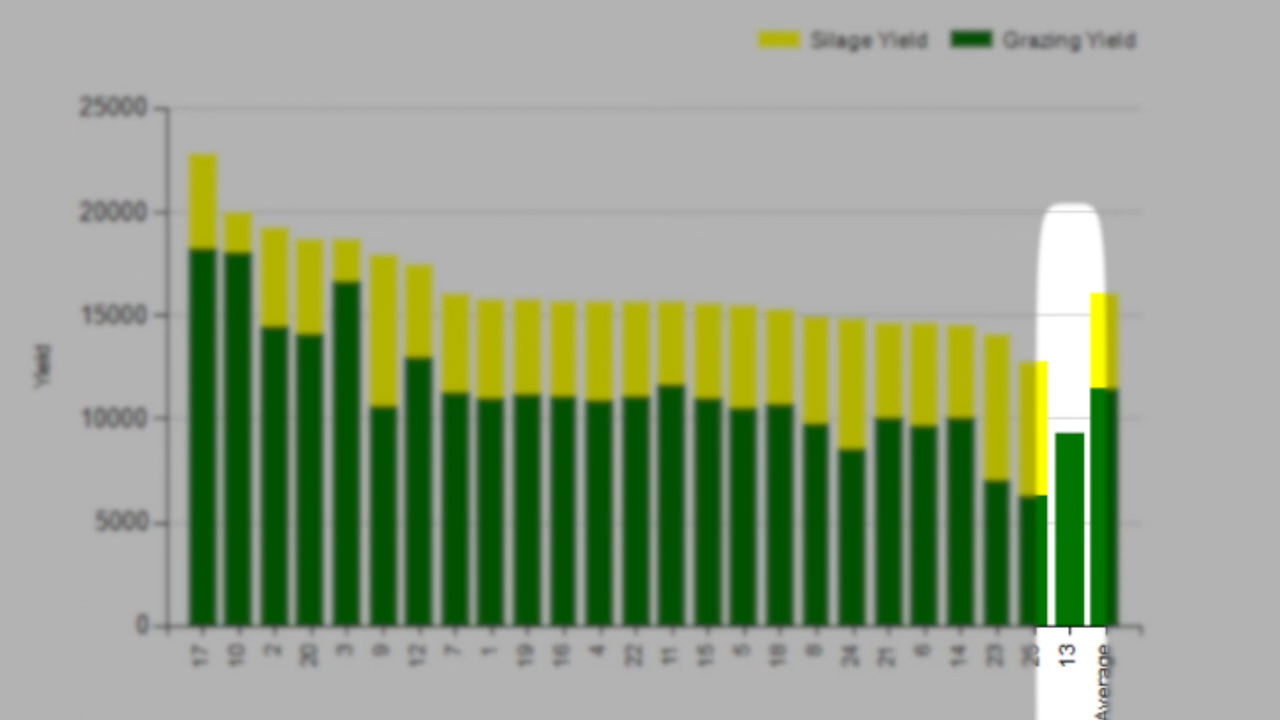 Silage Yield Grazing Yield
25000
20000
15000
10000
5000
0
Yield
17 10 2 20 3 9 12 7 1 19 16 4 22 11 15 5 18 8 24 21 6 14 23 13 Average